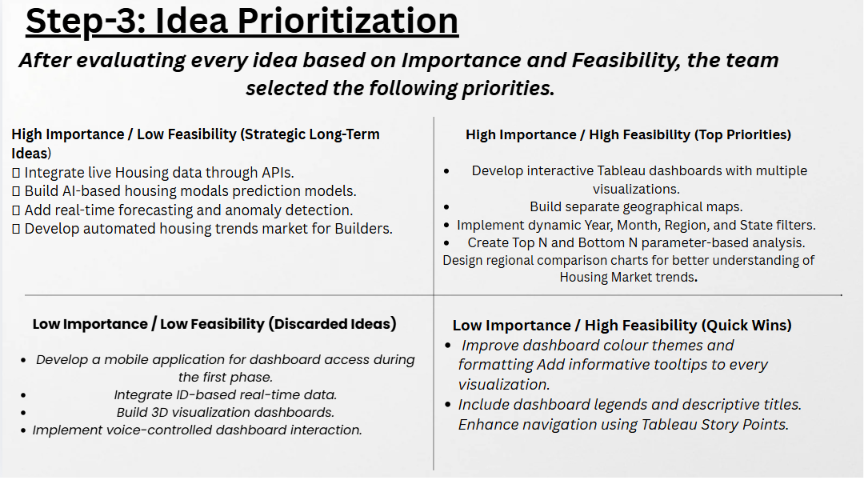 Step-3: Idea Prioritization
After evaluating every idea based on Importance and Feasibility, the team
selected the following priorities.
High Importance / Low Feasibility (Strategic Long-Term
Ideas)
▯ Integrate live Housing data through APIs.
▯ Build AI-based housing modals prediction models.
▯ Add real-time forecasting and anomaly detection.
▯ Develop automated housing trends market for Builders.
High Importance / High Feasibility (Top Priorities)
• Develop interactive Tableau dashboards with multiple
visualizations.
• Build separate geographical maps.
• Implement dynamic Year, Month, Region, and State filters.
• Create Top N and Bottom N parameter-based analysis.
Design regional comparison charts for better understanding of
Housing Market trends.
Low Importance / Low Feasibility (Discarded Ideas)
• Develop a mobile application for dashboard access during
the first phase.
• Integrate ID-based real-time data.
• Build 3D visualization dashboards.
• Implement voice-controlled dashboard interaction.
Low Importance / High Feasibility (Quick Wins)
• Improve dashboard colour themes and
formatting Add informative tooltips to every
visualization.
• Include dashboard legends and descriptive titles.
Enhance navigation using Tableau Story Points.